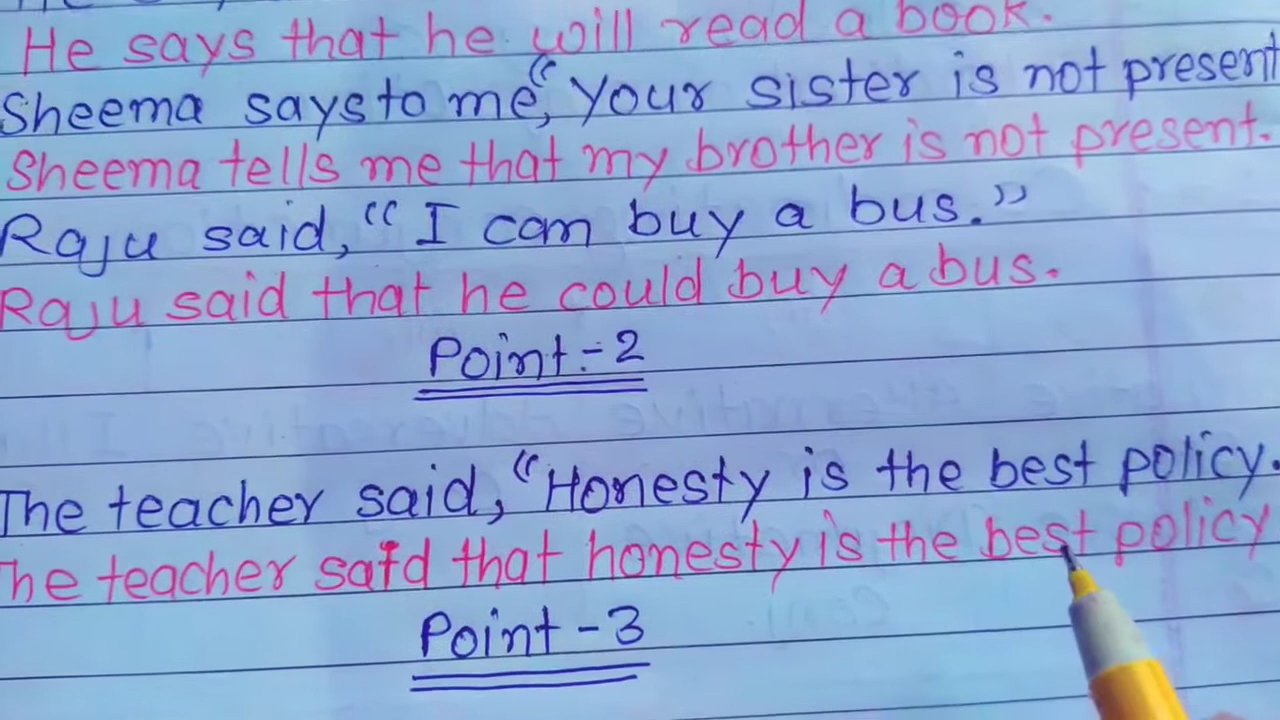 He says that he will read a book.
Sheema says to me, "Your sister is not present
Sheema tells me that my brother is not present.
Raju said, "I can buy a bus."
Raju said that he could buy a bus.
Point:-2
The teacher said, "Honesty is the best policy.
The teacher said that honesty is the best policy
Point-3